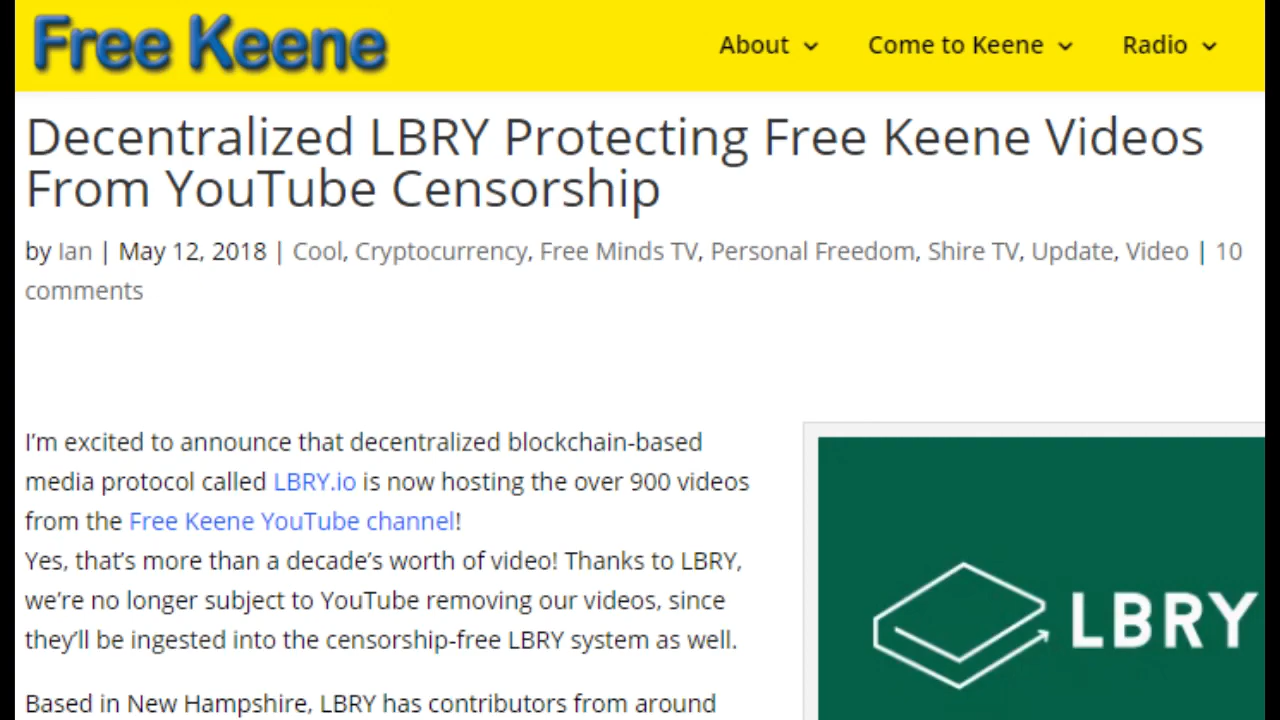 Free Keene
About Come to Keene Radio
Decentralized LBRY Protecting Free Keene Videos
From YouTube Censorship
by Ian | May 12, 2018 | Cool, Cryptocurrency, Free Minds TV, Personal Freedom, Shire TV, Update, Video | 10
comments
I’m excited to announce that decentralized blockchain-based
media protocol called LBRY.io is now hosting the over 900 videos
from the Free Keene YouTube channel!
Yes, that’s more than a decade’s worth of video! Thanks to LBRY,
we’re no longer subject to YouTube removing our videos, since
they’ll be ingested into the censorship-free LBRY system as well.
Based in New Hampshire, LBRY has contributors from around
LBRY